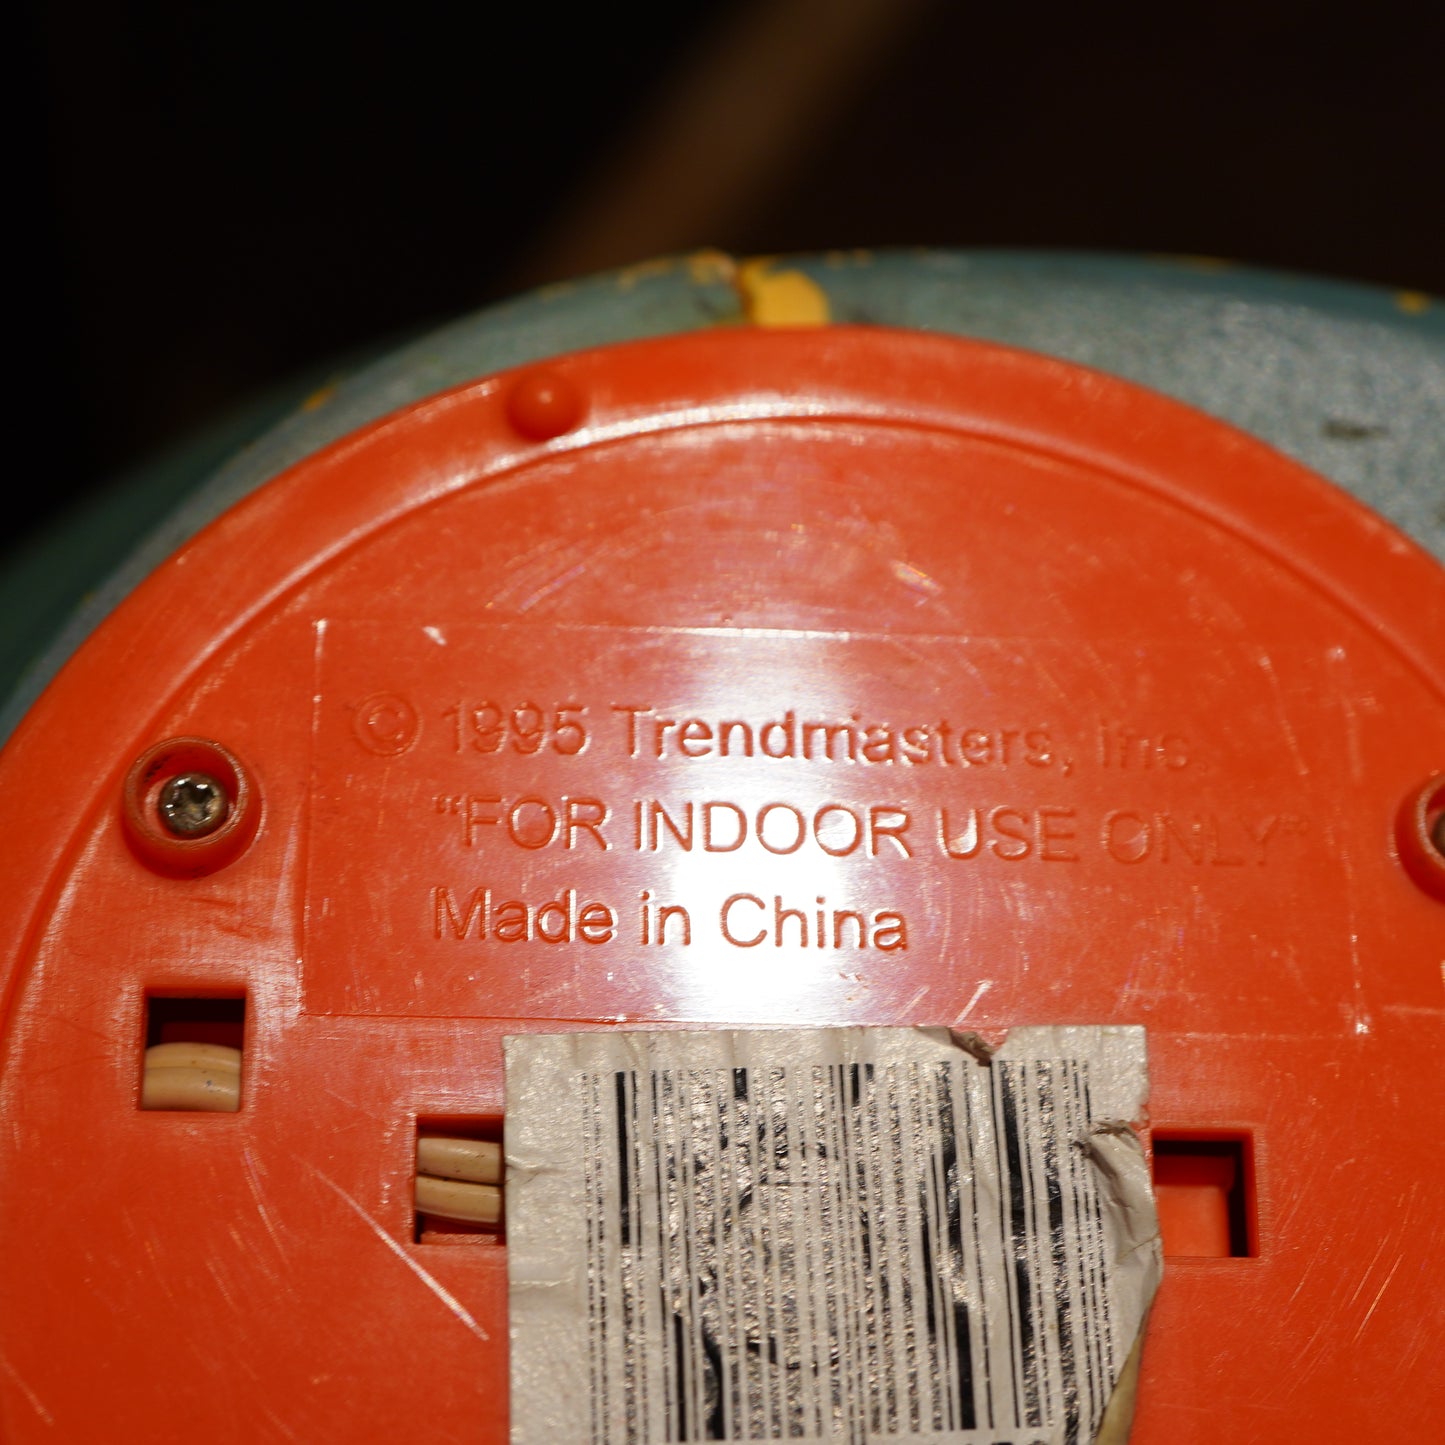 © 1995 Trendmasters, Inc.
"FOR INDOOR USE ONLY"
Made in China